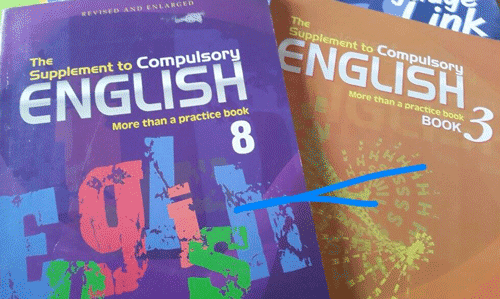 REVISED AND ENLARGED
The
Supplement to Compulsory
ENGLISH
More than a practice book
8
English
The
Supplement to Compulsory
ENGLISH
More than a practice book
BOOK 3
Link